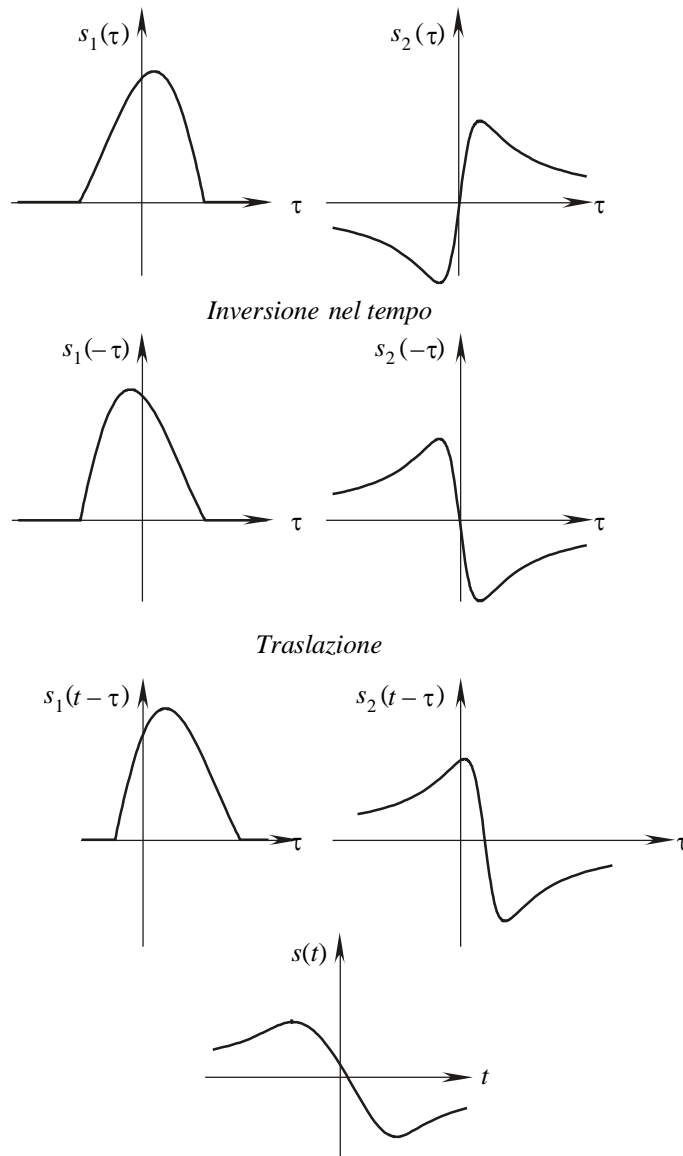 s₁(τ) s₂(τ)
τ τ
Inversione nel tempo
s₁(−τ) s₂(−τ)
τ τ
Traslazione
s₁(t − τ) s₂(t − τ)
τ τ
s(t)
t